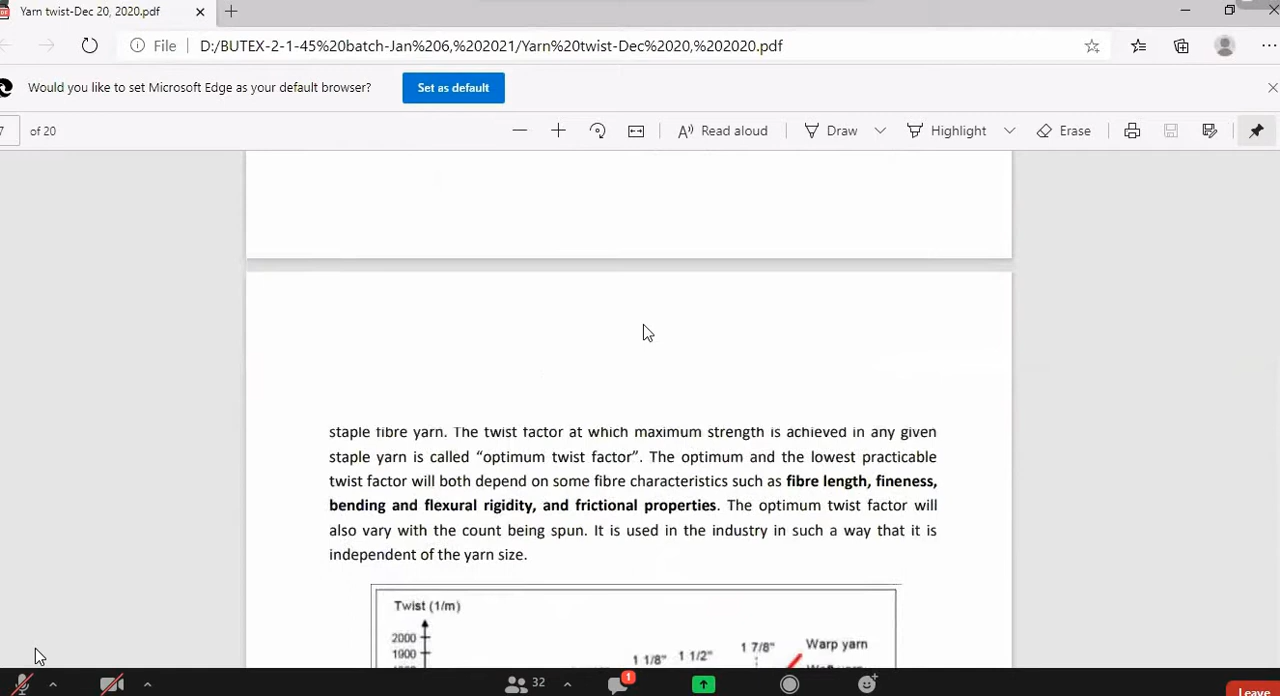 Yarn twist-Dec 20, 2020.pdf
File D:/BUTEX-2-1-45%20batch-Jan%206,%202021/Yarn%20twist-Dec%2020,%202020.pdf
Would you like to set Microsoft Edge as your default browser? Set as default
7 of 20 Read aloud Draw Highlight Erase
staple fibre yarn. The twist factor at which maximum strength is achieved in any given
staple yarn is called “optimum twist factor”. The optimum and the lowest practicable
twist factor will both depend on some fibre characteristics such as fibre length, fineness,
bending and flexural rigidity, and frictional properties. The optimum twist factor will
also vary with the count being spun. It is used in the industry in such a way that it is
independent of the yarn size.
Twist (1/m)
2000
1900
1 1/8" 1 1/2" 1 7/8" Warp yarn
32 1
Leave